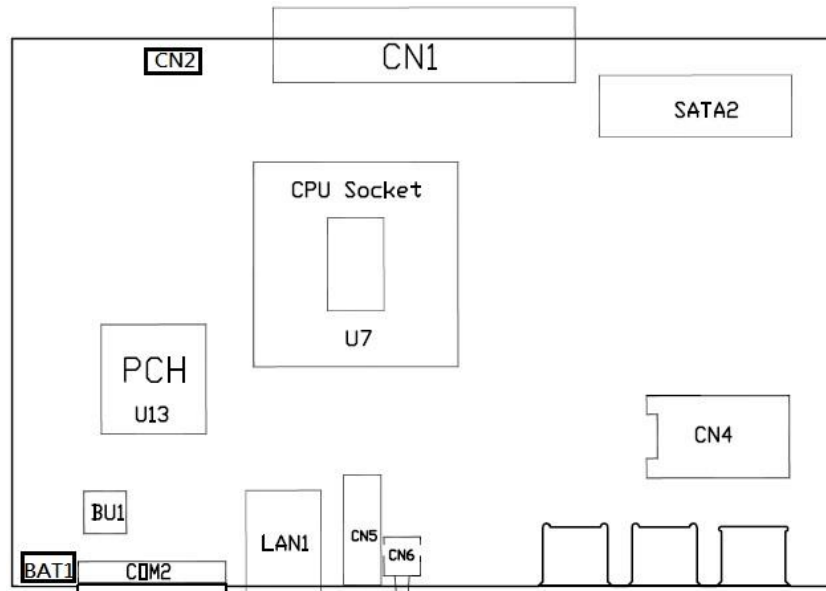 CN1
CN2
SATA2
CPU Socket
U7
PCH
U13
CN4
BU1
LAN1
CN5
CN6
BAT1
COM2